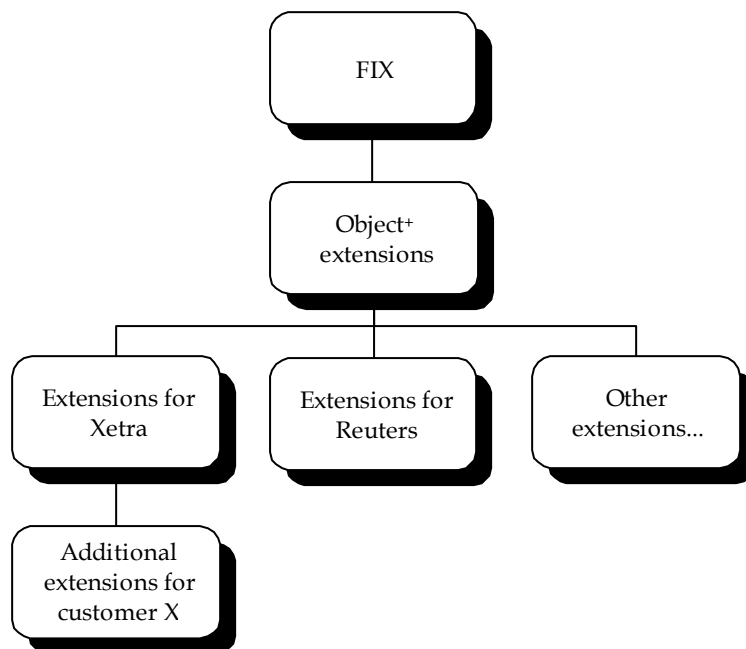 FIX
Object+
extensions
Extensions for
Xetra
Extensions for
Reuters
Other
extensions...
Additional
extensions for
customer X